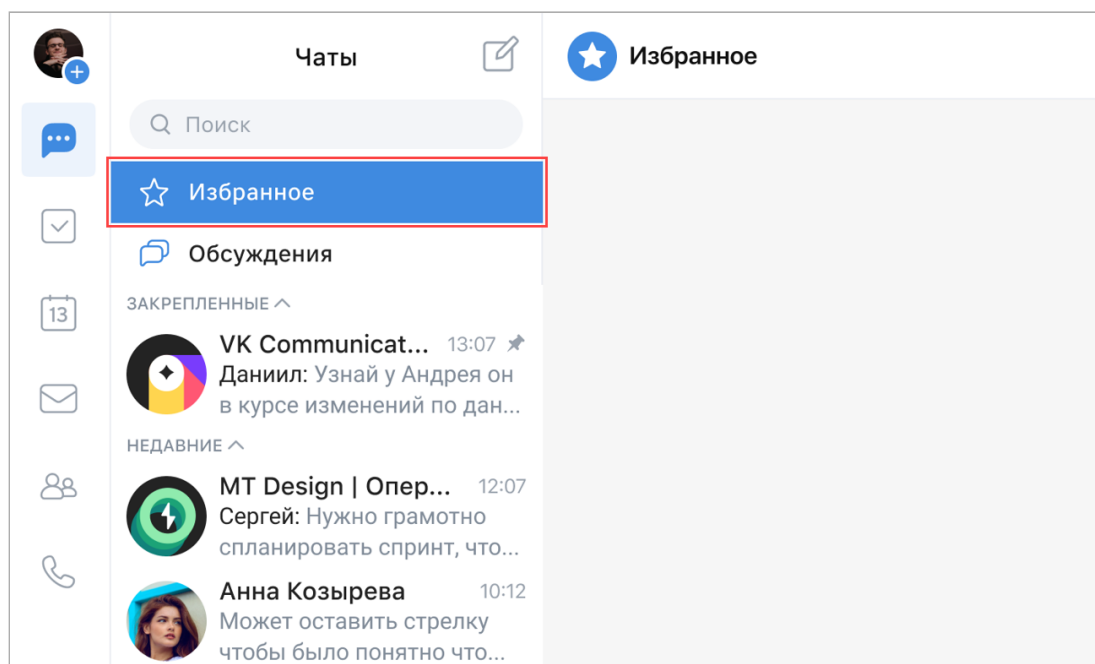 Чаты
Избранное
Поиск
Избранное
Обсуждения
13
ЗАКРЕПЛЕННЫЕ
VK Communicat... 13:07
Даниил: Узнай у Андрея он
в курсе изменений по дан...
НЕДАВНИЕ
MT Design | Опер... 12:07
Сергей: Нужно грамотно
спланировать спринт, что...
Анна Козырева 10:12
Может оставить стрелку
чтобы было понятно что...